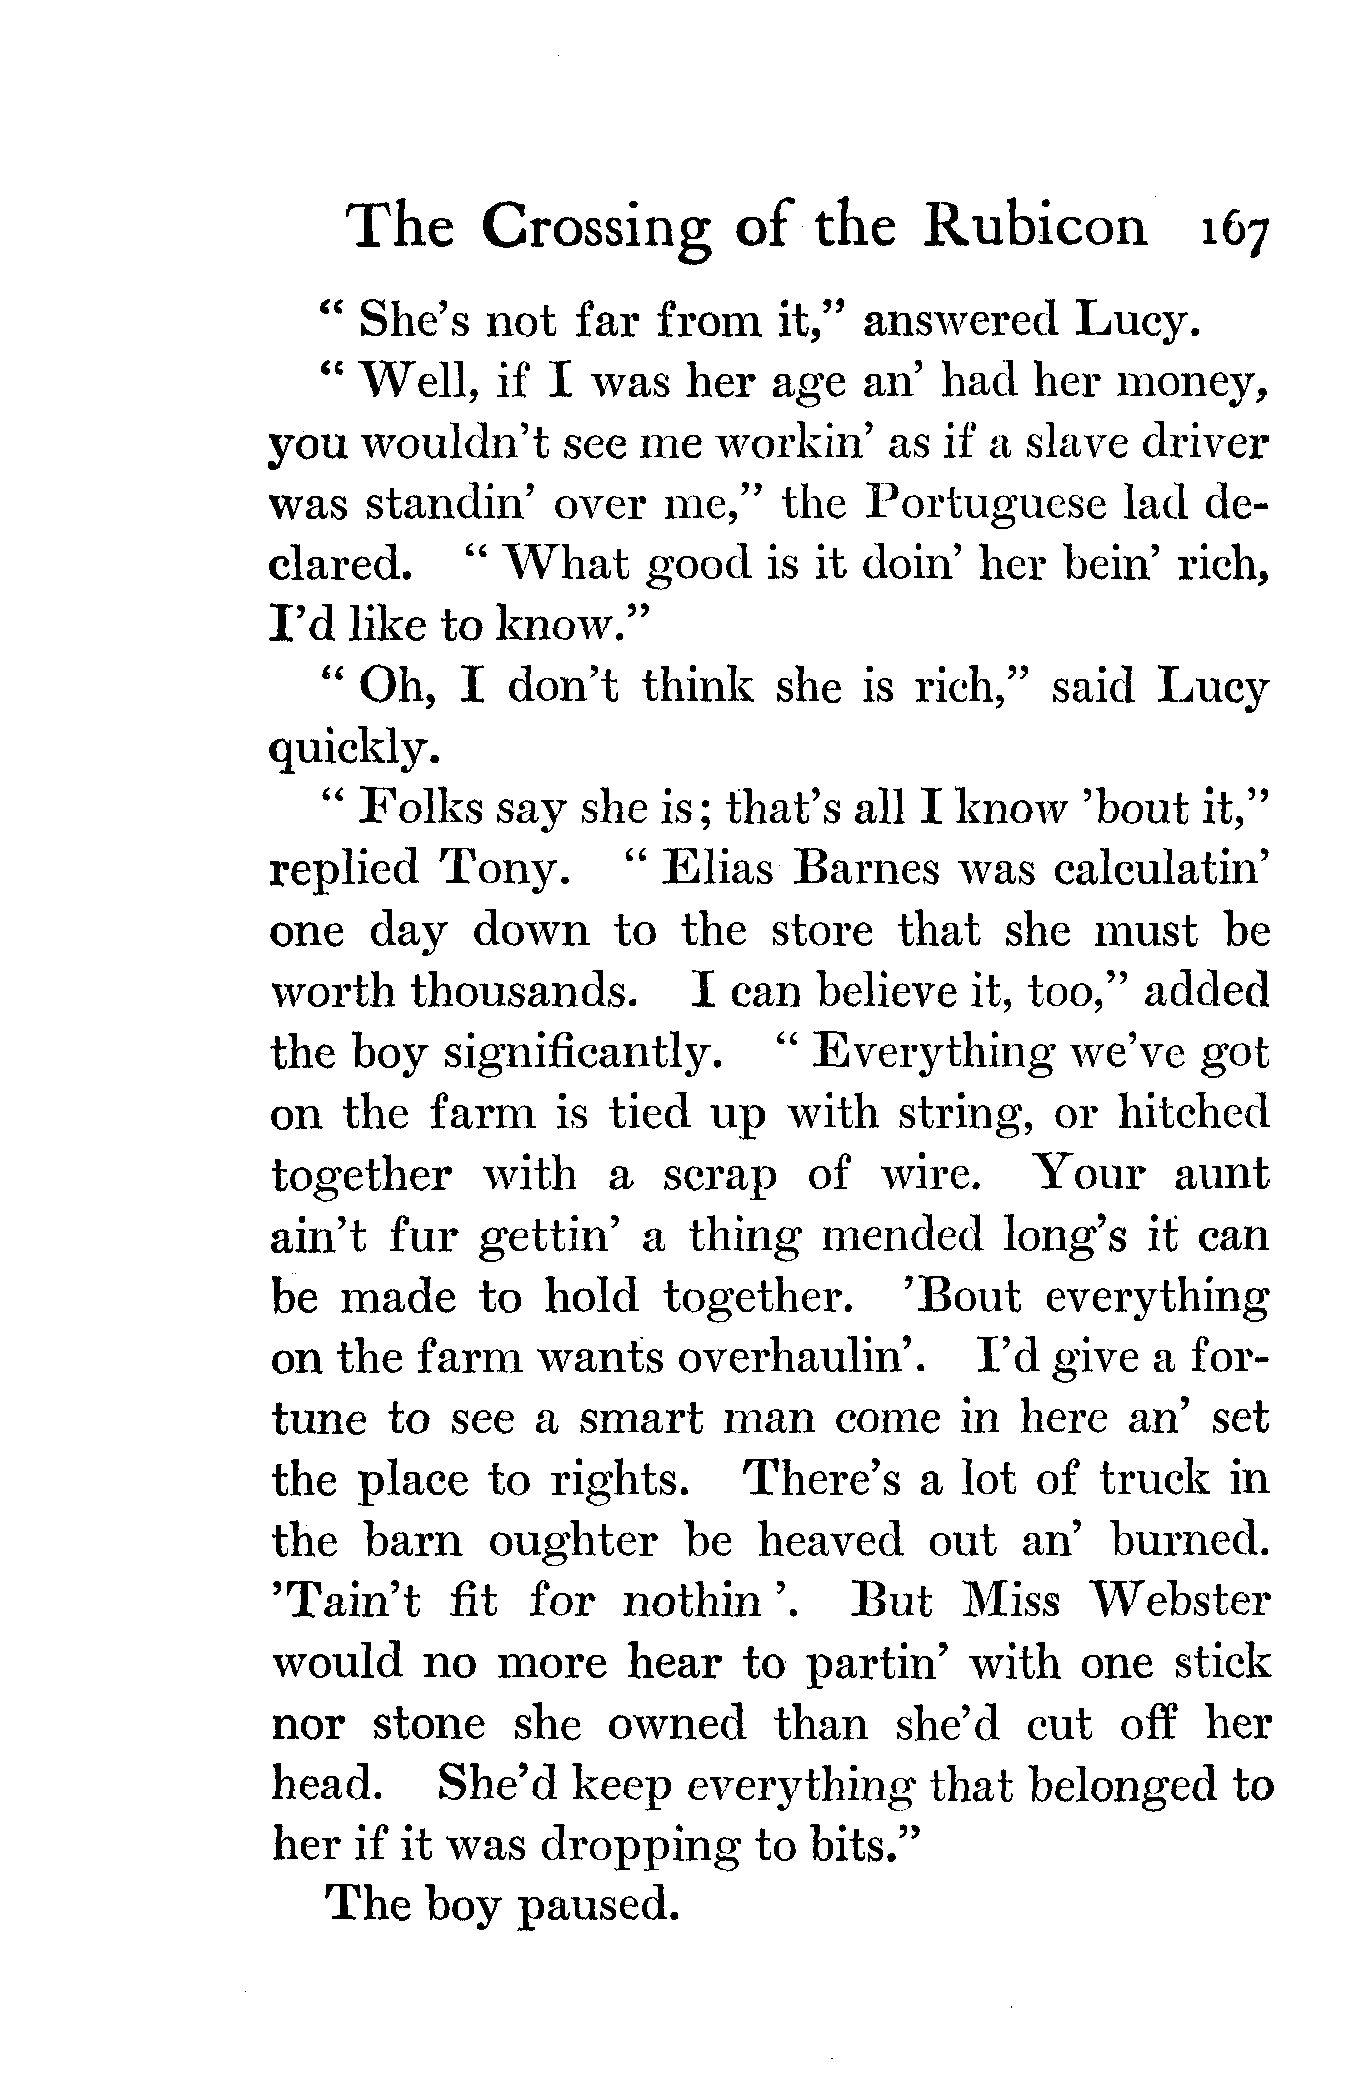 The Crossing of the Rubicon 167
“ She’s not far from it,” answered Lucy.
“ Well, if I was her age an’ had her money,
you wouldn’t see me workin’ as if a slave driver
was standin’ over me,” the Portuguese lad de-
clared. “ What good is it doin’ her bein’ rich,
I’d like to know.”
“ Oh, I don’t think she is rich,” said Lucy
quickly.
“ Folks say she is; that’s all I know ’bout it,”
replied Tony. “ Elias Barnes was calculatin’
one day down to the store that she must be
worth thousands. I can believe it, too,” added
the boy significantly. “ Everything we’ve got
on the farm is tied up with string, or hitched
together with a scrap of wire. Your aunt
ain’t fur gettin’ a thing mended long’s it can
be made to hold together. ’Bout everything
on the farm wants overhaulin’. I’d give a for-
tune to see a smart man come in here an’ set
the place to rights. There’s a lot of truck in
the barn oughter be heaved out an’ burned.
’Tain’t fit for nothin ’. But Miss Webster
would no more hear to partin’ with one stick
nor stone she owned than she’d cut off her
head. She’d keep everything that belonged to
her if it was dropping to bits.”
The boy paused.